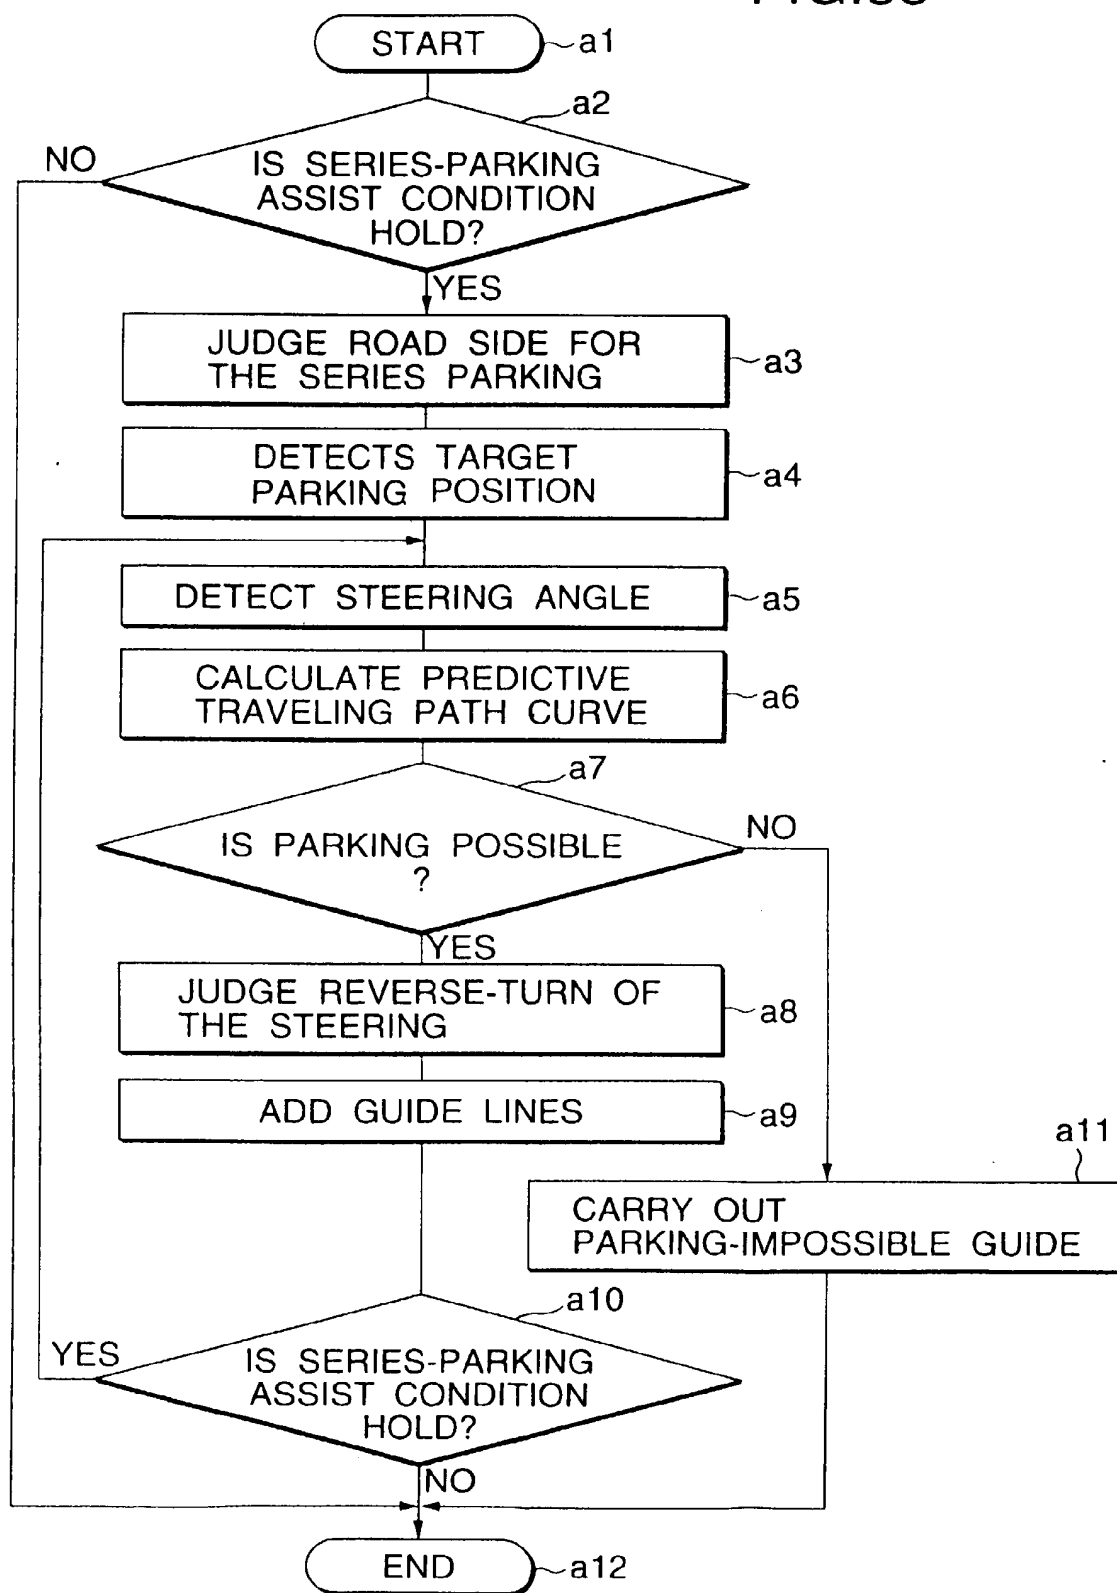 START
a1
a2
NO
IS SERIES-PARKING
ASSIST CONDITION
HOLD?
YES
JUDGE ROAD SIDE FOR
THE SERIES PARKING
a3
DETECTS TARGET
PARKING POSITION
a4
DETECT STEERING ANGLE
a5
CALCULATE PREDICTIVE
TRAVELING PATH CURVE
a6
a7
IS PARKING POSSIBLE
?
NO
YES
JUDGE REVERSE-TURN OF
THE STEERING
a8
ADD GUIDE LINES
a9
a11
CARRY OUT
PARKING-IMPOSSIBLE GUIDE
a10
YES
IS SERIES-PARKING
ASSIST CONDITION
HOLD?
NO
END
a12